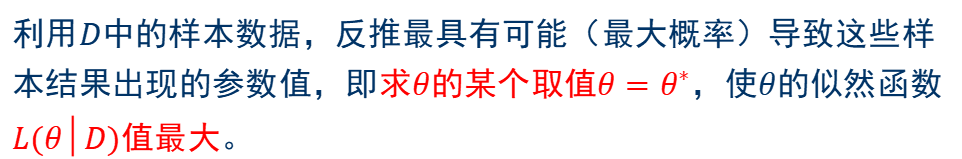 利用D中的样本数据，反推最具有可能（最大概率）导致这些样
本结果出现的参数值，即求θ的某个取值θ = θ*，使θ的似然函数
L(θ│D)值最大。